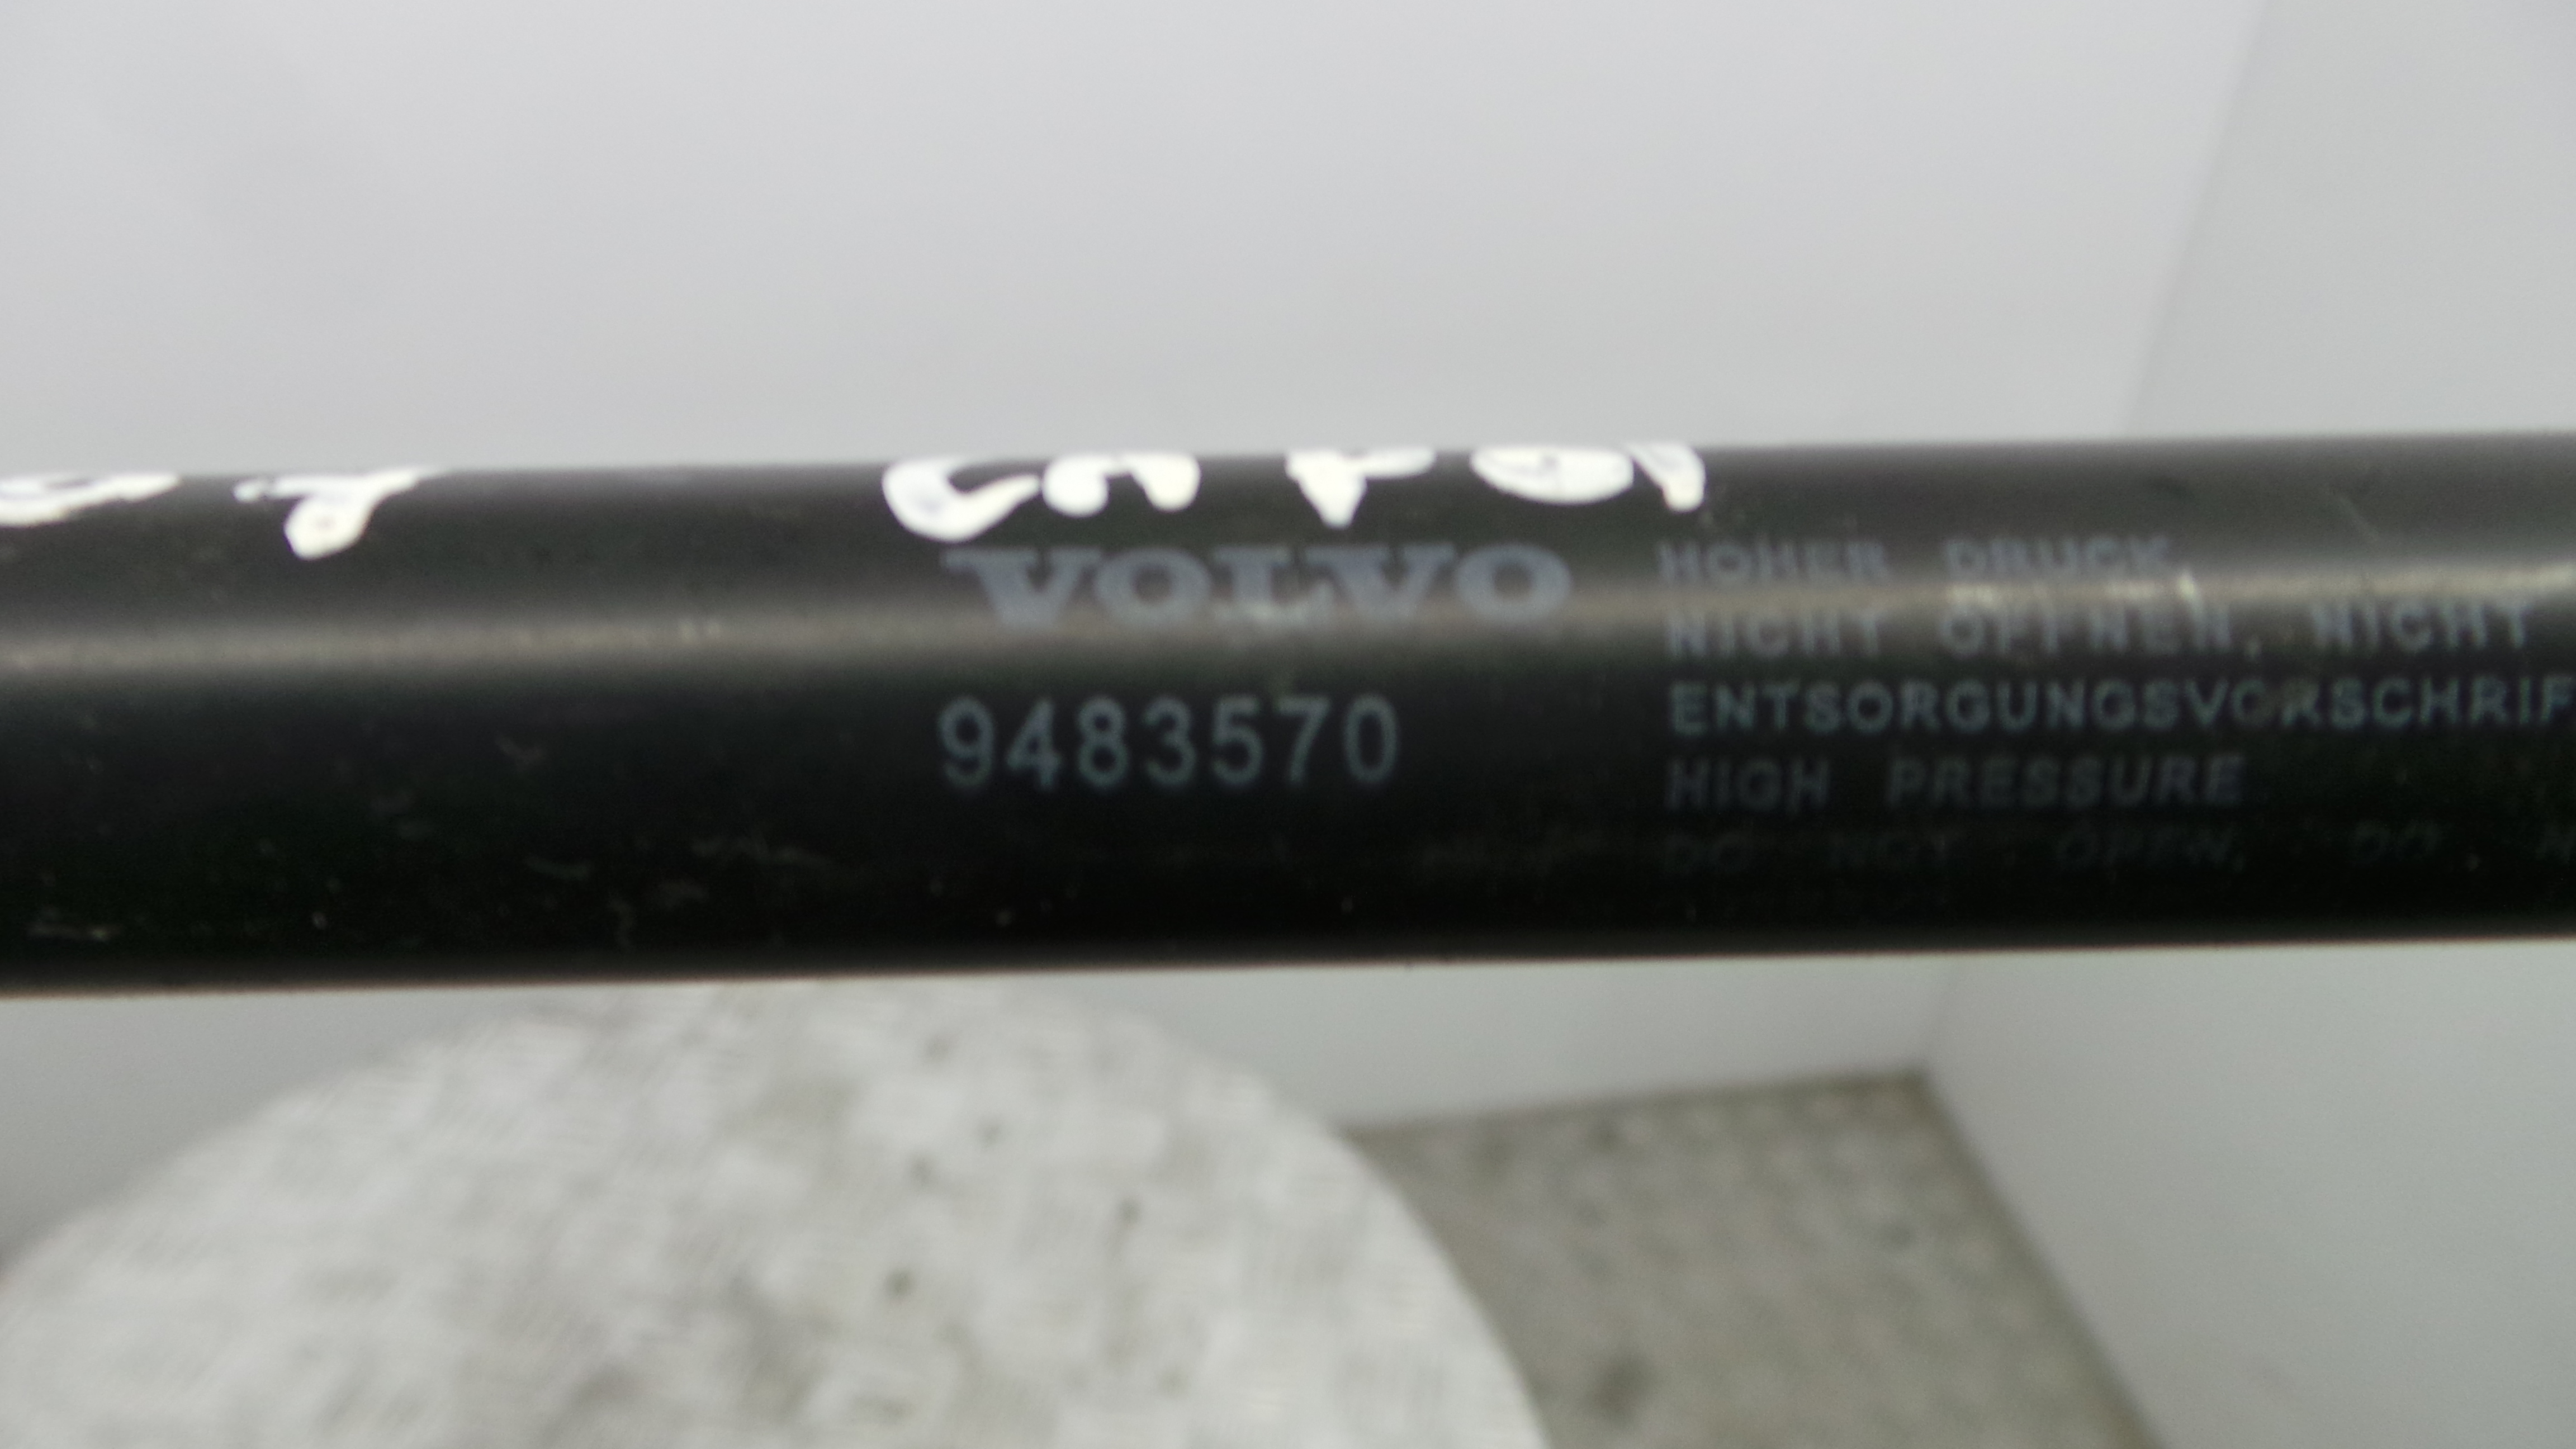 VOLVO
9483570
HOHER DRUCK
NICHT ÖFFNEN, NICHT
ENTSORGUNGSVORSCHRIF
HIGH PRESSURE
DO NOT OPEN, DO